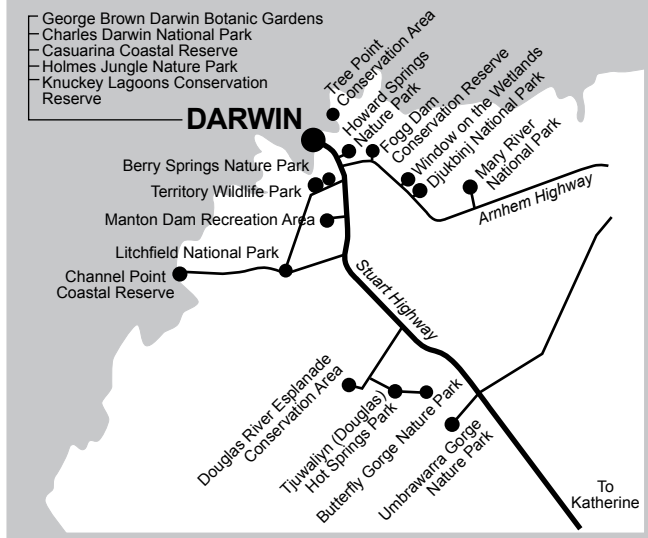 George Brown Darwin Botanic Gardens
Charles Darwin National Park
Casuarina Coastal Reserve
Holmes Jungle Nature Park
Knuckey Lagoons Conservation
Reserve
DARWIN
Tree Point
Conservation Area
Howard Springs
Nature Park
Fogg Dam
Conservation Reserve
Window on the Wetlands
Djukbinj National Park
Mary River
National Park
Arnhem Highway
Berry Springs Nature Park
Territory Wildlife Park
Manton Dam Recreation Area
Litchfield National Park
Channel Point
Coastal Reserve
Stuart Highway
Douglas River Esplanade
Conservation Area
Tjuwaliyn (Douglas)
Hot Springs Park
Butterfly Gorge Nature Park
Umbrawarra Gorge
Nature Park
To
Katherine